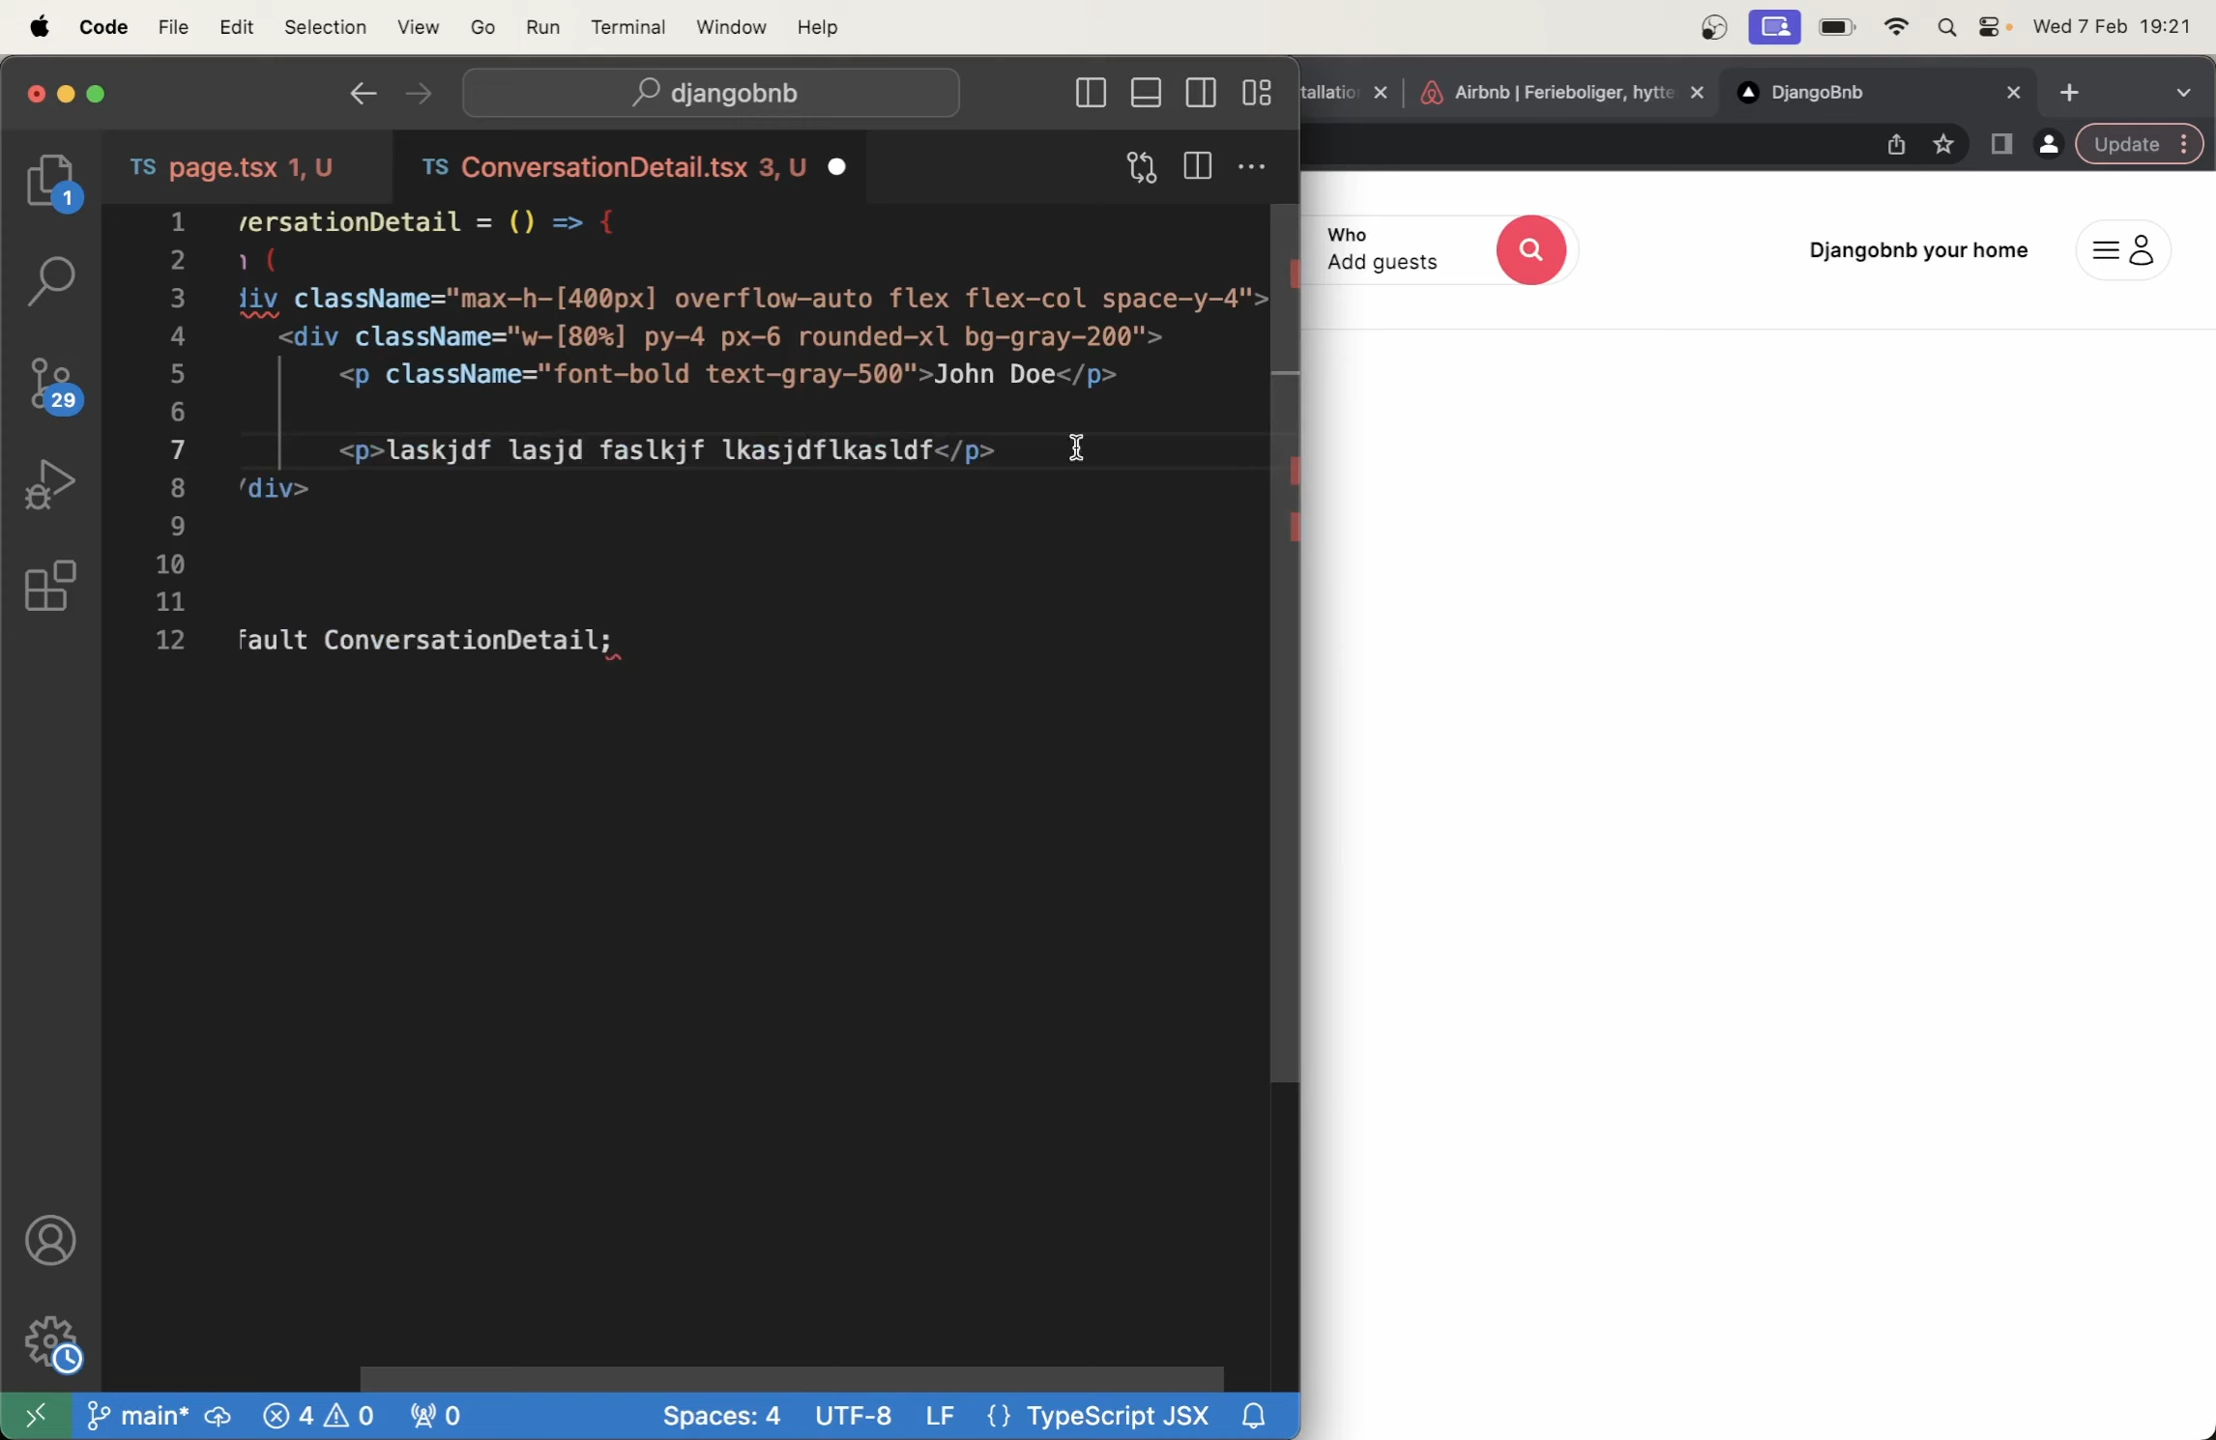 Code File Edit Selection View Go Run Terminal Window Help Wed 7 Feb 19:21
djangobnb
tallation Airbnb | Ferieboliger, hytte DjangoBnb
Update
TS page.tsx 1, U TS ConversationDetail.tsx 3, U
1 versationDetail = () => {
2 n (
3 div className="max-h-[400px] overflow-auto flex flex-col space-y-4">
4 <div className="w-[80%] py-4 px-6 rounded-xl bg-gray-200">
5 <p className="font-bold text-gray-500">John Doe</p>
6
7 <p>laskjdf lasjd faslkjf lkasjdflkasldf</p>
8 /div>
9
10
11
12 fault ConversationDetail;
1
29
Who
Add guests
Djangobnb your home
main* 4 0 0 Spaces: 4 UTF-8 LF {} TypeScript JSX